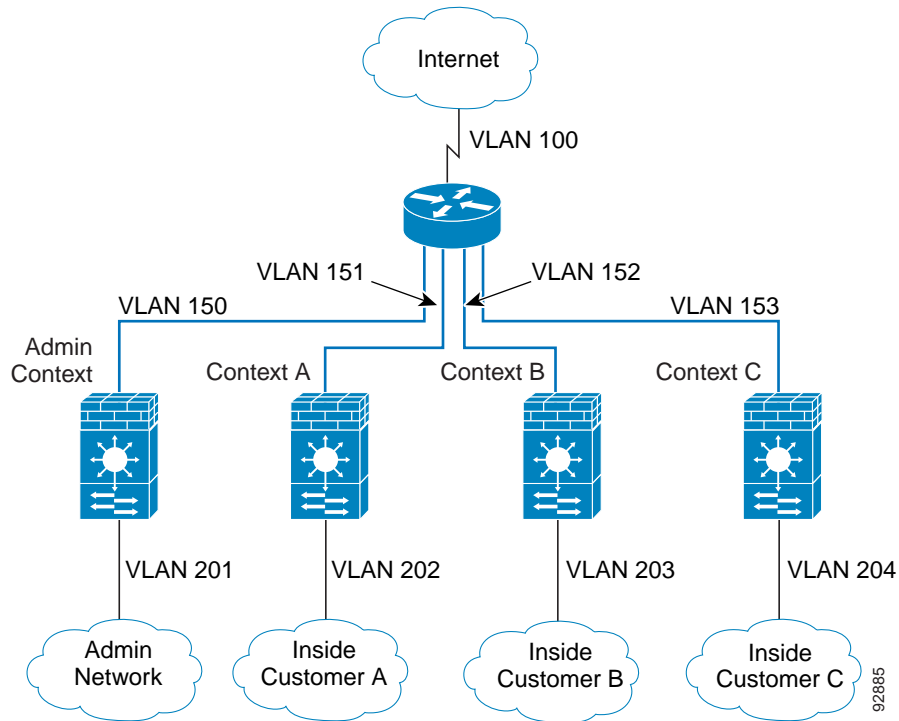 Internet
VLAN 100
VLAN 151
VLAN 152
VLAN 150
VLAN 153
Admin
Context
Context A
Context B
Context C
VLAN 201
VLAN 202
VLAN 203
VLAN 204
Admin
Network
Inside
Customer A
Inside
Customer B
Inside
Customer C
92885